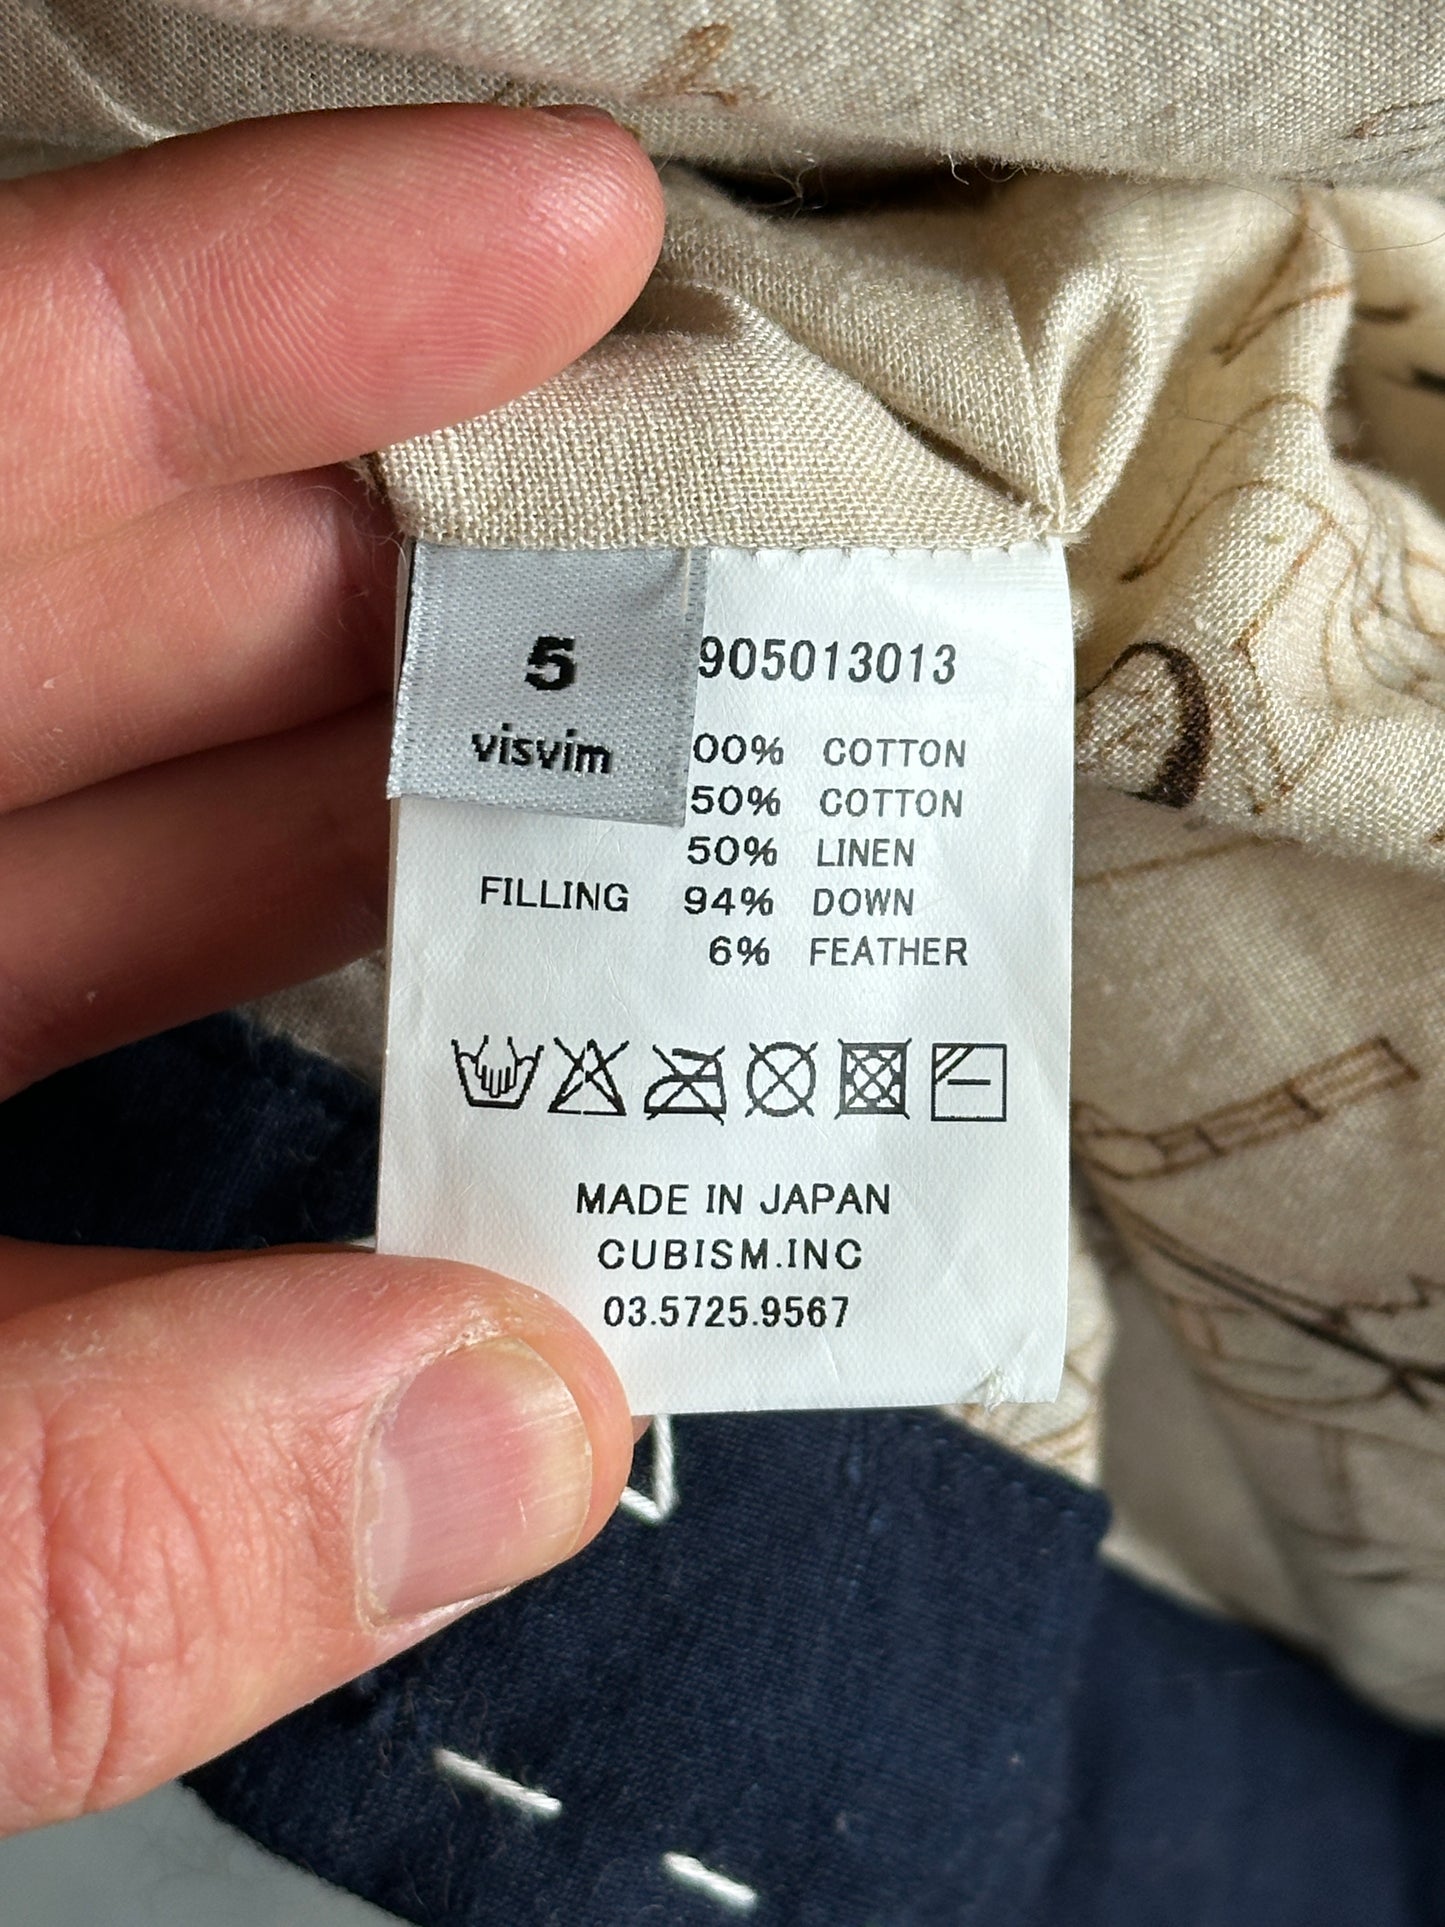 5
visvim
905013013
00% COTTON
50% COTTON
50% LINEN
FILLING 94% DOWN
6% FEATHER
MADE IN JAPAN
CUBISM.INC
03.5725.9567